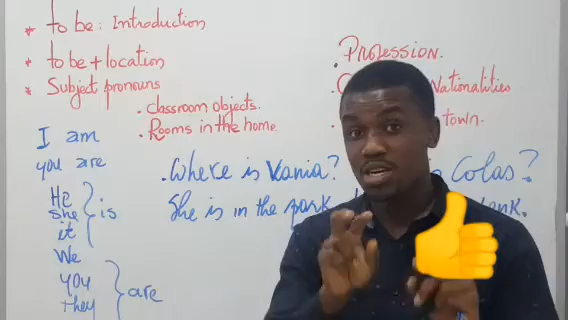 * to be: Introduction
* to be + location
* Subject pronouns
. classroom objects.
. Rooms in the home.
. Profession.
Nationalities
town.
I am
you are
He
she
it
is
We
you
they
are
. Where is Vania?
Colas?
She is in the park.